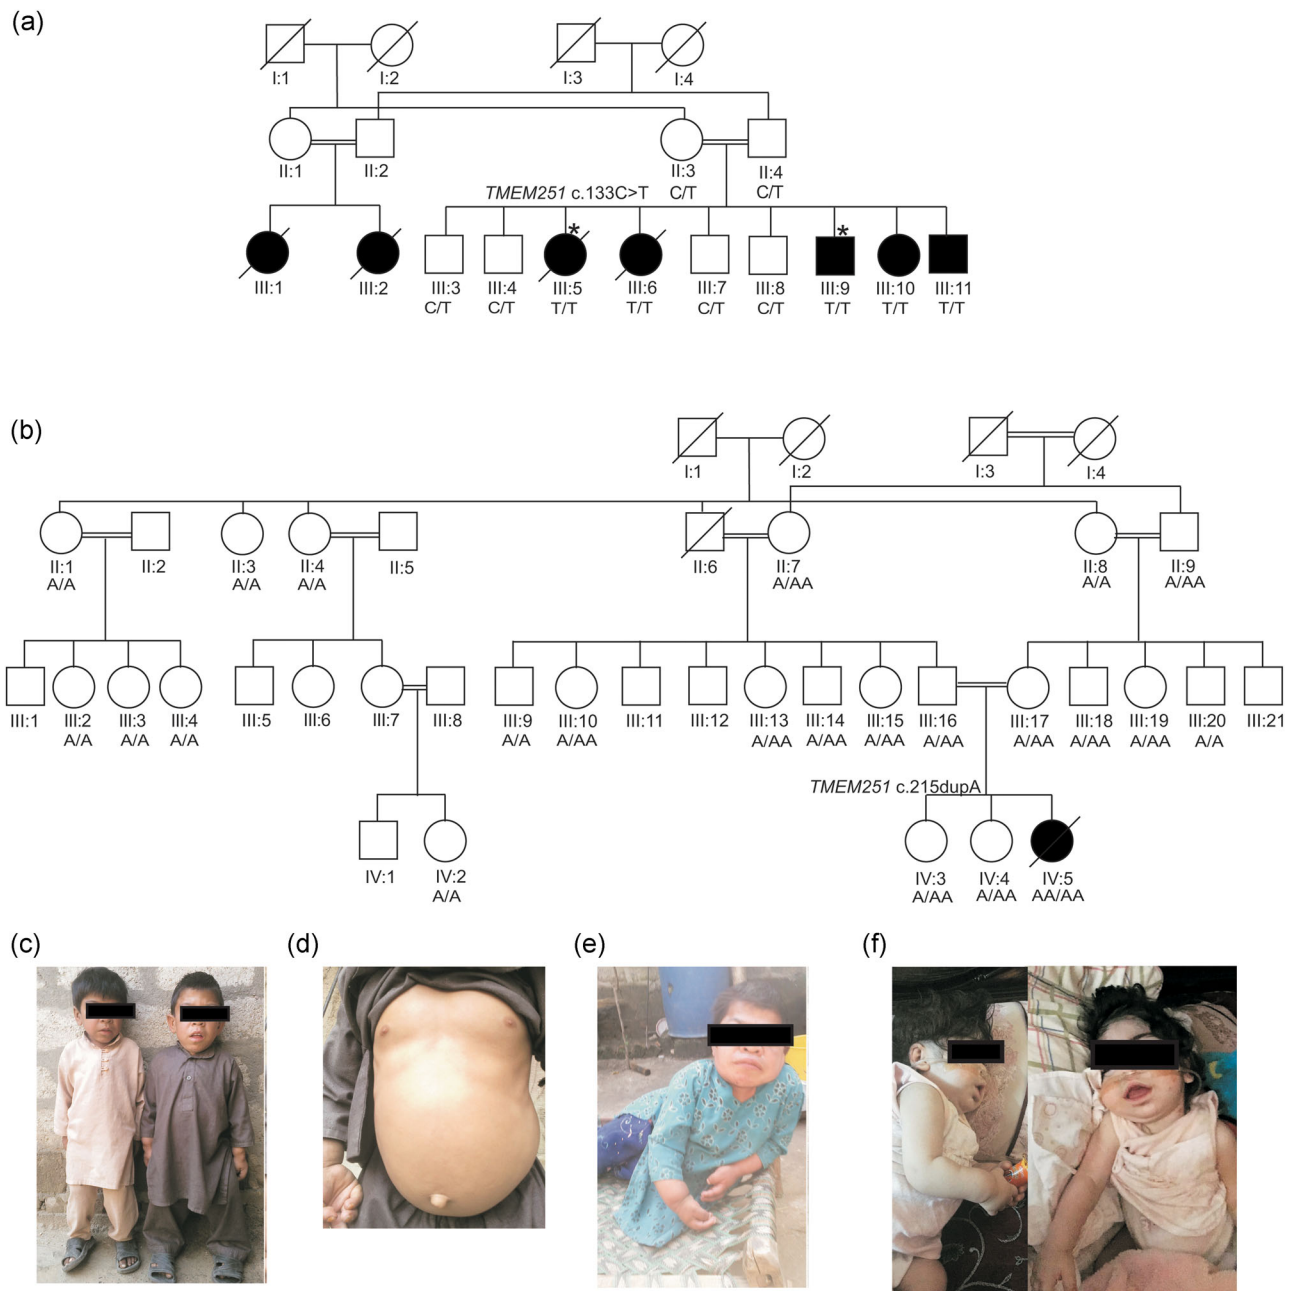 (a)
I:1 I:2 I:3 I:4
II:1 II:2 II:3 II:4
C/T C/T
TMEM251 c.133C>T
* *
III:1 III:2 III:3 III:4 III:5 III:6 III:7 III:8 III:9 III:10 III:11
C/T C/T T/T T/T C/T C/T T/T T/T T/T
(b)
I:1 I:2 I:3 I:4
II:1 II:2 II:3 II:4 II:5 II:6 II:7 II:8 II:9
A/A A/A A/A A/AA A/A A/AA
III:1 III:2 III:3 III:4 III:5 III:6 III:7 III:8 III:9 III:10 III:11 III:12 III:13 III:14 III:15 III:16 III:17 III:18 III:19 III:20 III:21
A/A A/A A/A A/A A/AA A/AA A/AA A/AA A/AA A/AA A/AA A/AA A/A
TMEM251 c.215dupA
IV:1 IV:2 IV:3 IV:4 IV:5
A/A A/AA A/AA AA/AA
(c) (d) (e) (f)